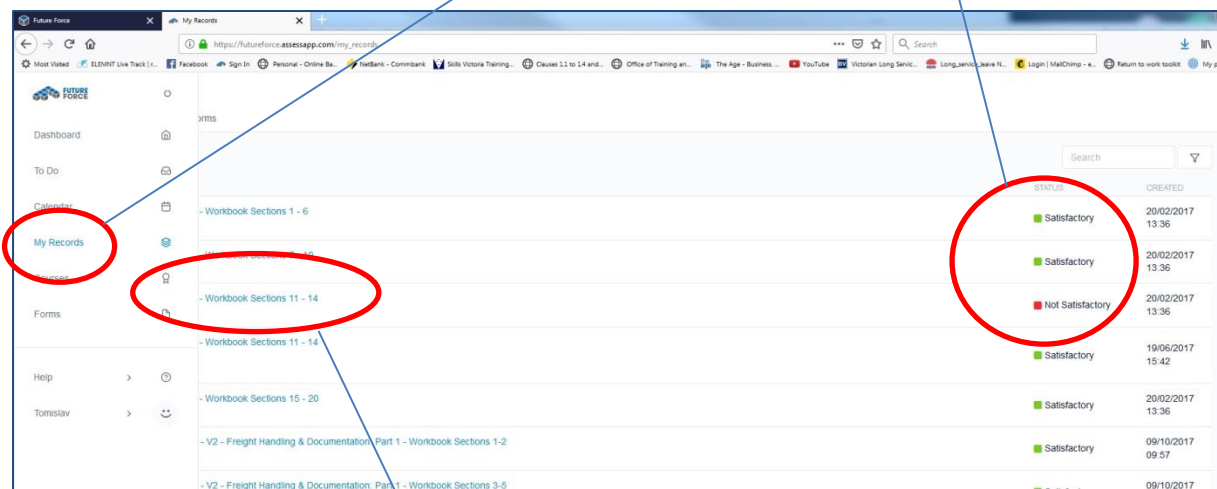 Future Force
My Records
https://futureforce.assessapp.com/my_records
Search
Most Visited
ELEMNT Live Track | r...
Facebook
Sign In
Personal - Online Ba...
NetBank - Commbank
Skills Victoria Training...
Clauses 1.1 to 1.4 and...
Office of Training an...
The Age - Business, ...
YouTube
Victorian Long Servic...
Long_service_leave N...
Login | MailChimp - e...
Return to work toolkit
My p
FUTURE
FORCE
orms
Dashboard
To Do
Search
STATUS CREATED
Calendar
- Workbook Sections 1 - 6 Satisfactory 20/02/2017
13:36
My Records
Satisfactory 20/02/2017
13:36
Courses
- Workbook Sections 11 - 14 Not Satisfactory 20/02/2017
13:36
Forms
- Workbook Sections 11 - 14 Satisfactory 19/06/2017
15:42
Help >
- Workbook Sections 15 - 20 Satisfactory 20/02/2017
13:36
Tomislav >
- V2 - Freight Handling & Documentation: Part 1 - Workbook Sections 1-2 Satisfactory 09/10/2017
09:57
- V2 - Freight Handling & Documentation: Part 1 - Workbook Sections 3-5 09/10/2017